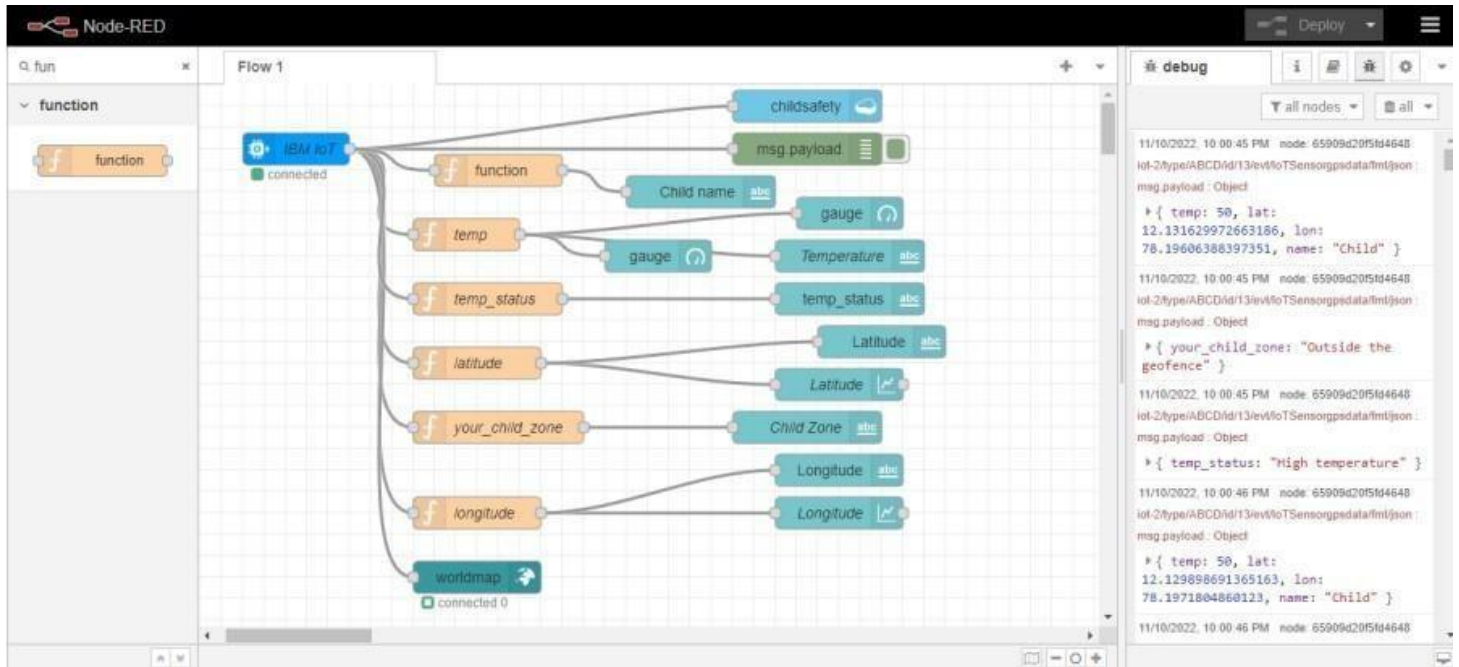 Node-RED
Deploy
fun
Flow 1
debug
i
function
function
all nodes
all
IBM IoT
connected
childsafety
msg.payload
function
Child name abc
gauge
temp
gauge
Temperature abc
temp_status
temp_status abc
Latitude abc
latitude
Latitude
your_child_zone
Child Zone abc
Longitude abc
longitude
Longitude
worldmap
connected 0
11/10/2022, 10:00:45 PM node: 65909d20f5fd4648
iot-2/type/ABCD/id/13/evt/IoTSensorgpsdata/fmt/json :
msg.payload : Object
{ temp: 50, lat:
12.131629972663186, lon:
78.19606388397351, name: "Child" }
11/10/2022, 10:00:45 PM node: 65909d20f5fd4648
iot-2/type/ABCD/id/13/evt/IoTSensorgpsdata/fmt/json :
msg.payload : Object
{ your_child_zone: "Outside the
geofence" }
11/10/2022, 10:00:45 PM node: 65909d20f5fd4648
iot-2/type/ABCD/id/13/evt/IoTSensorgpsdata/fmt/json :
msg.payload : Object
{ temp_status: "High temperature" }
11/10/2022, 10:00:46 PM node: 65909d20f5fd4648
iot-2/type/ABCD/id/13/evt/IoTSensorgpsdata/fmt/json :
msg.payload : Object
{ temp: 50, lat:
12.129898691365163, lon:
78.1971804860123, name: "Child" }
11/10/2022, 10:00:46 PM node: 65909d20f5fd4648